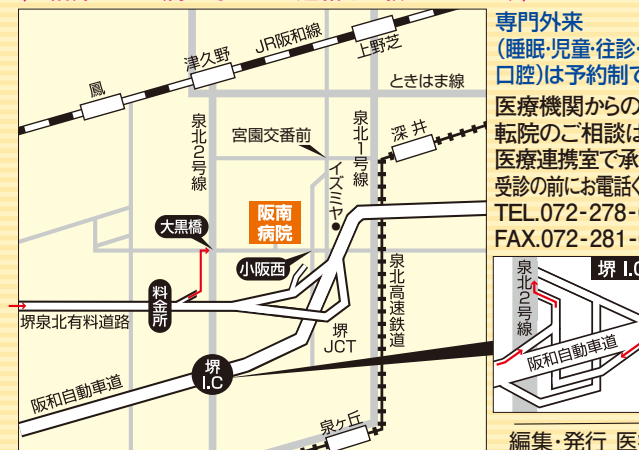 JR阪和線
上野芝
津久野
鳳
ときはま線
泉北2号線
宮園交番前
泉北1号線
深井
イズミヤ
阪南
病院
大黒橋
小阪西
料金所
泉北高速鉄道
堺泉北有料道路
堺
JCT
堺
I.C
阪和自動車道
泉ヶ丘
専門外来
(睡眠・児童・往診・
口腔)は予約制で
医療機関からの
転院のご相談は
医療連携室で承
受診の前にお電話く
TEL.072-278-
FAX.072-281-
泉北2号線
堺 I.C
阪和自動車道
編集・発行 医